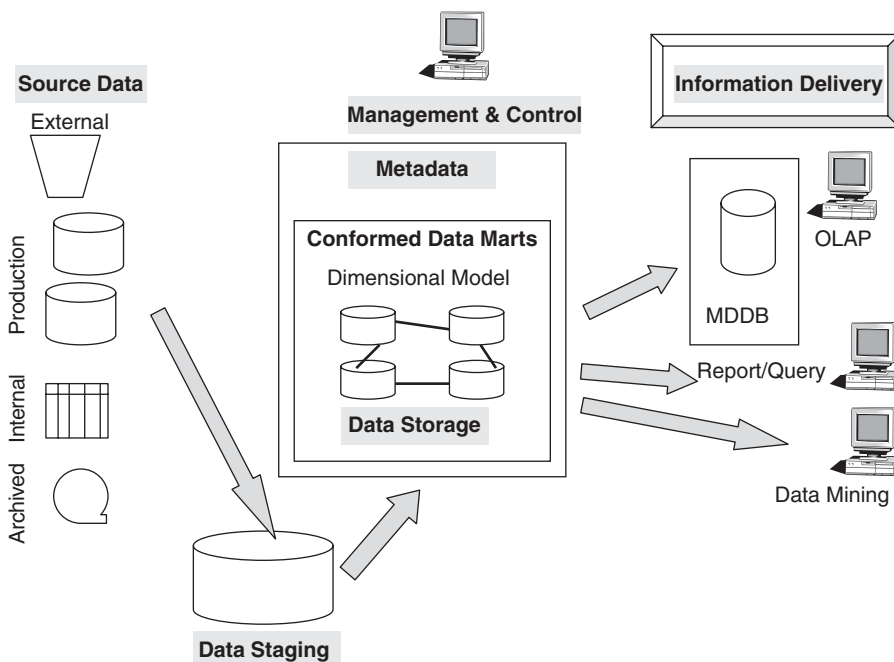 Source Data
External
Production
Internal
Archived
Data Staging
Management & Control
Metadata
Conformed Data Marts
Dimensional Model
Data Storage
Information Delivery
OLAP
MDDB
Report/Query
Data Mining